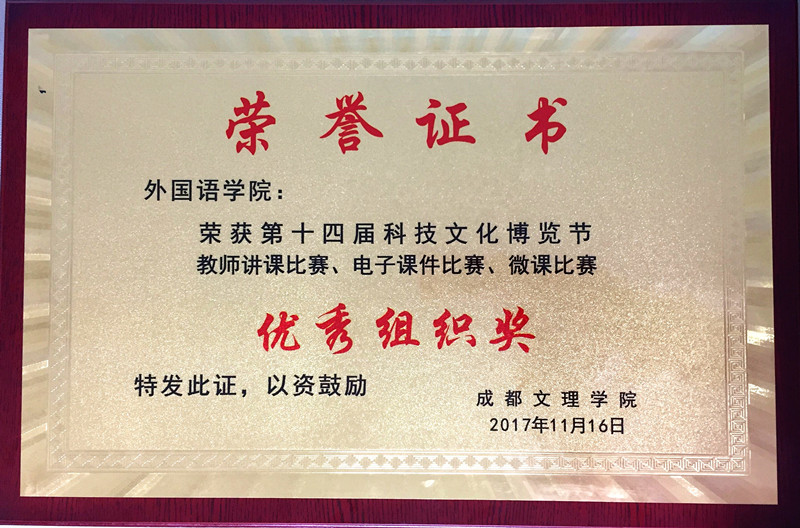 荣誉证书
外国语学院：
荣获第十四届科技文化博览节
教师讲课比赛、电子课件比赛、微课比赛
优秀组织奖
特发此证，以资鼓励
成都文理学院
2017年11月16日